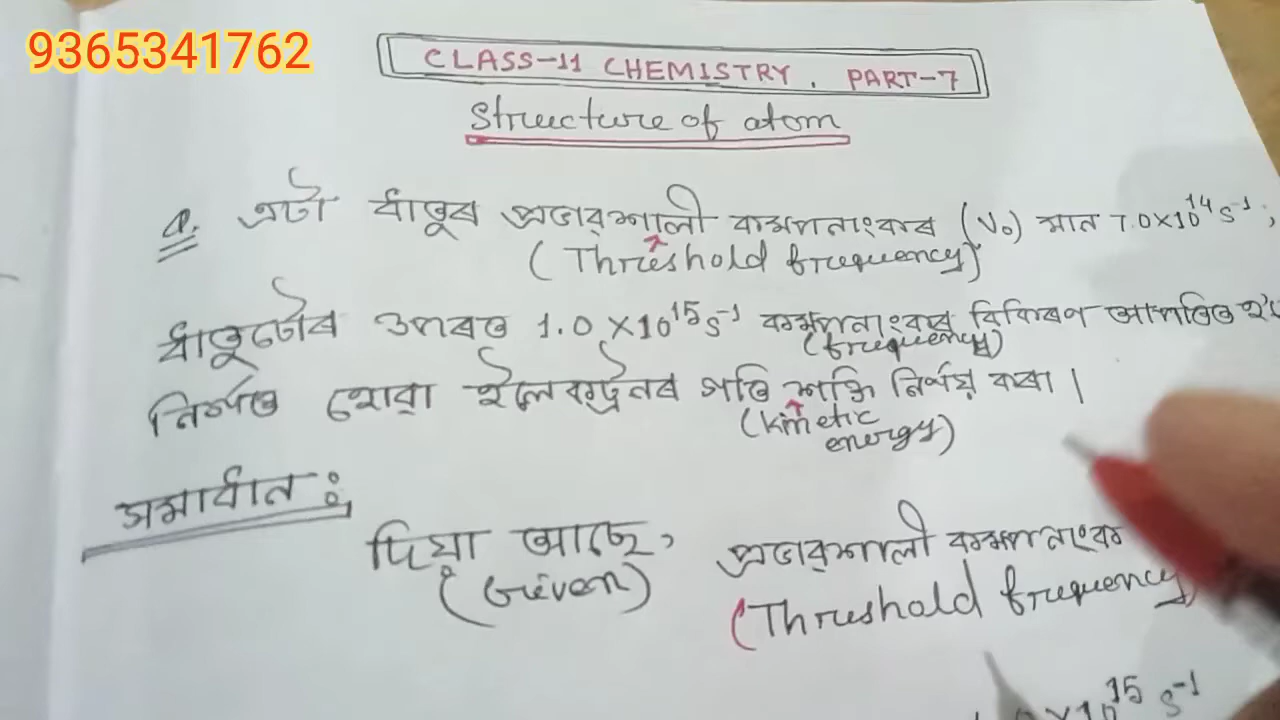 9365341762
CLASS-11 CHEMISTRY. PART-7
Structure of atom
Q. এটা ধাতুৰ প্ৰভাৱশালী কম্পনাংকৰ (ν₀) মান 7.0×10¹⁴ s⁻¹;
(Threshold frequency)
ধাতুটোৰ ওপৰত 1.0×10¹⁵ s⁻¹ কম্পনাংকৰ বিকিৰণ আপতিত
(frequency)
নিৰ্গত হোৱা ইলেকট্ৰনৰ গতি শক্তি নিৰ্ণয় কৰা।
(kinetic
energy)
সমাধান :
দিয়া আছে, প্ৰভাৱশালী কম্পনাংক
(Given) (Threshold frequency
10¹⁵ s⁻¹